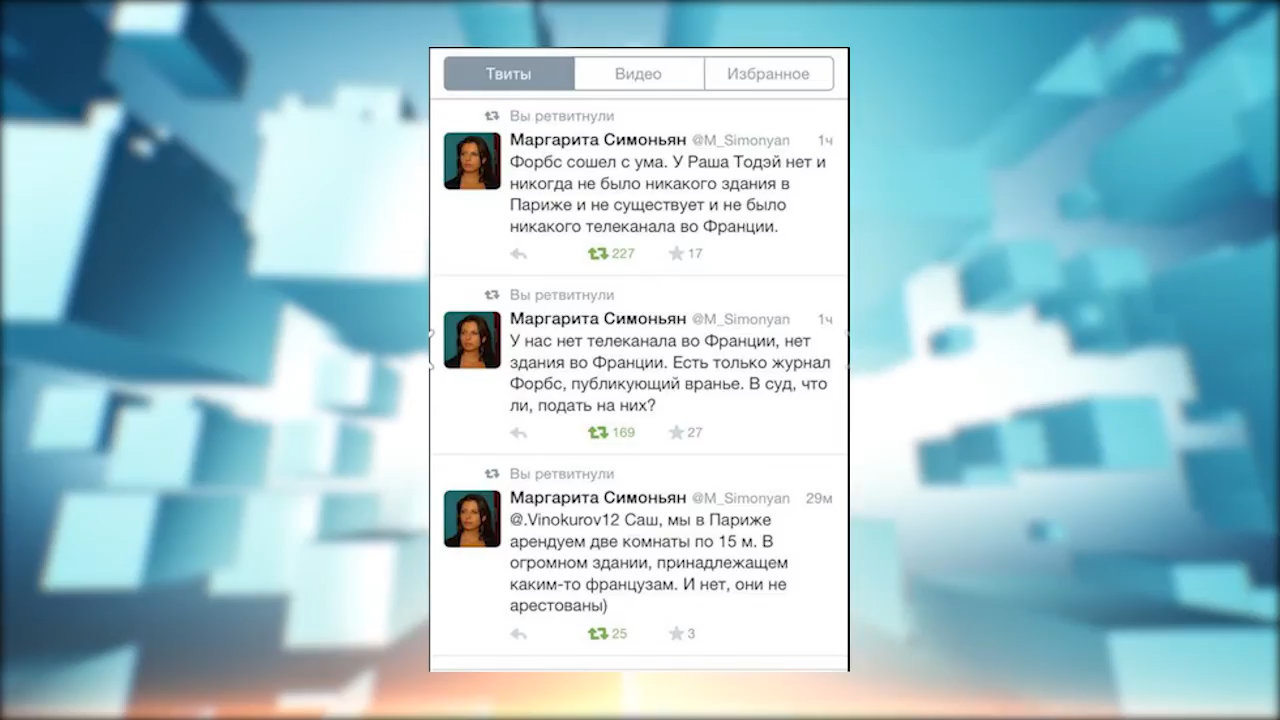 Твиты Видео Избранное
Вы ретвитнули
Маргарита Симоньян @M_Simonyan 1ч
Форбс сошел с ума. У Раша Тодэй нет и
никогда не было никакого здания в
Париже и не существует и не было
никакого телеканала во Франции.
227 17
Вы ретвитнули
Маргарита Симоньян @M_Simonyan 1ч
У нас нет телеканала во Франции, нет
здания во Франции. Есть только журнал
Форбс, публикующий вранье. В суд, что
ли, подать на них?
169 27
Вы ретвитнули
Маргарита Симоньян @M_Simonyan 29м
@.Vinokurov12 Саш, мы в Париже
арендуем две комнаты по 15 м. В
огромном здании, принадлежащем
каким-то французам. И нет, они не
арестованы)
25 3